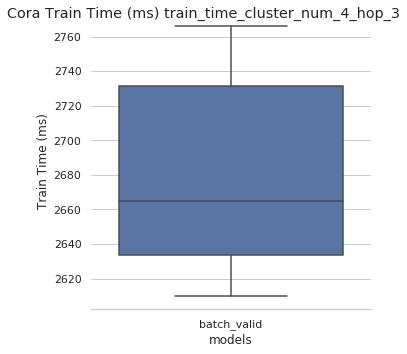 Cora Train Time (ms) train_time_cluster_num_4_hop_3
Train Time (ms)
2760
2740
2720
2700
2680
2660
2640
2620
batch_valid
models